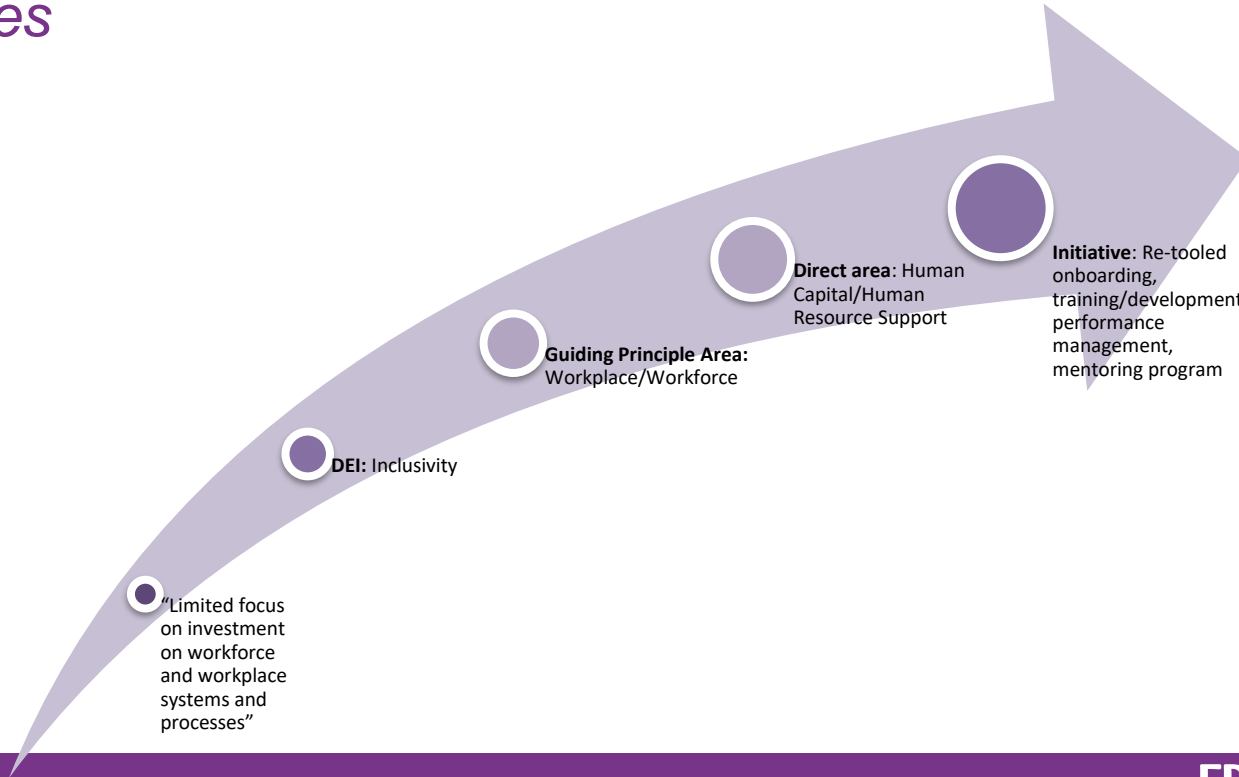 es
"Limited focus
on investment
on workforce
and workplace
systems and
processes”
DEI: Inclusivity
Guiding Principle Area:
Workplace/Workforce
Direct area: Human
Capital/Human
Resource Support
Initiative: Re-tooled
onboarding,
training/development
performance
management,
mentoring program